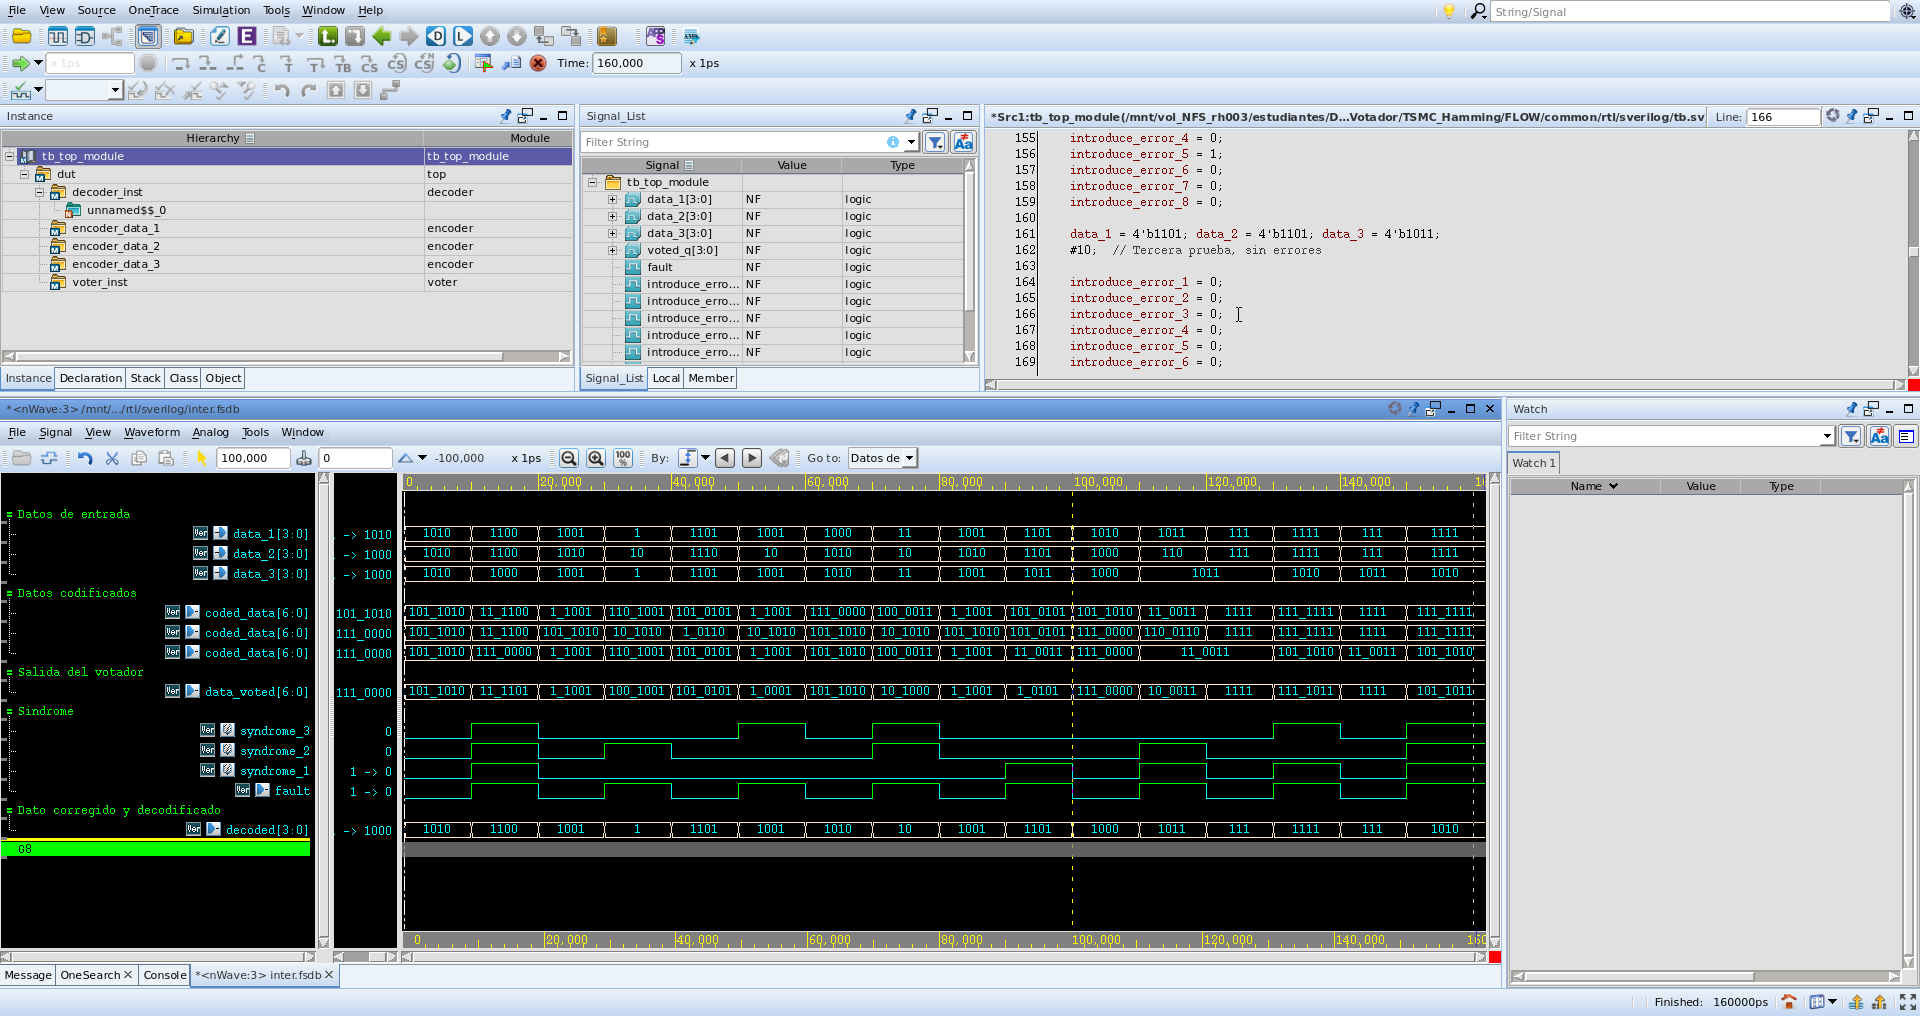 File View Source OneTrace Simulation Tools Window Help
String/Signal
x 1ps Time: 160,000 x 1ps
Instance
Hierarchy Module
tb_top_module tb_top_module
dut top
decoder_inst decoder
unnamed$$_0
encoder_data_1 encoder
encoder_data_2 encoder
encoder_data_3 encoder
voter_inst voter
Instance Declaration Stack Class Object
Signal_List
Filter String
Signal Value Type
tb_top_module
data_1[3:0] NF logic
data_2[3:0] NF logic
data_3[3:0] NF logic
voted_q[3:0] NF logic
fault NF logic
introduce_erro... NF logic
introduce_erro... NF logic
introduce_erro... NF logic
introduce_erro... NF logic
introduce_erro... NF logic
Signal_List Local Member
*Src1:tb_top_module(/mnt/vol_NFS_rh003/estudiantes/D...Votador/TSMC_Hamming/FLOW/common/rtl/sverilog/tb.sv Line: 166
155 introduce_error_4 = 0;
156 introduce_error_5 = 1;
157 introduce_error_6 = 0;
158 introduce_error_7 = 0;
159 introduce_error_8 = 0;
160
161 data_1 = 4'b1101; data_2 = 4'b1101; data_3 = 4'b1011;
162 #10; // Tercera prueba, sin errores
163
164 introduce_error_1 = 0;
165 introduce_error_2 = 0;
166 introduce_error_3 = 0;
167 introduce_error_4 = 0;
168 introduce_error_5 = 0;
169 introduce_error_6 = 0;
*<nWave:3> /mnt/.../rtl/sverilog/inter.fsdb
File Signal View Waveform Analog Tools Window
100,000 0 -100,000 x 1ps 100 % By: Go to: Datos de
0 20,000 40,000 60,000 80,000 100,000 120,000 140,000
Datos de entrada
data_1[3:0] -> 1010 1010 1100 1001 1 1101 1001 1000 11 1001 1101 1010 1011 111 1111 111 1111
data_2[3:0] -> 1000 1010 1100 1010 10 1110 10 1010 10 1010 1101 1000 110 111 1111 111 1111
data_3[3:0] -> 1000 1010 1000 1001 1 1101 1001 1010 11 1001 1011 1000 1011 1010 1011 1010
Datos codificados
coded_data[6:0] 101_1010 101_1010 11_1100 1_1001 110_1001 101_0101 1_1001 111_0000 100_0011 1_1001 101_0101 101_1010 11_0011 1111 111_1111 1111 111_1111
coded_data[6:0] 111_0000 101_1010 11_1100 101_1010 10_1010 1_0110 10_1010 101_1010 10_1010 101_1010 101_0101 111_0000 110_0110 1111 111_1111 1111 111_1111
coded_data[6:0] 111_0000 101_1010 111_0000 1_1001 110_1001 101_0101 1_1001 101_1010 100_0011 1_1001 11_0011 111_0000 11_0011 101_1010 11_0011 101_1010
Salida del votador
data_voted[6:0] 111_0000 101_1010 11_1101 1_1001 100_1001 101_0101 1_0001 101_1010 10_1000 1_1001 1_0101 111_0000 10_0011 1111 111_1011 1111 101_1011
Sindrome
syndrome_3 0
syndrome_2 0
syndrome_1 1 -> 0
fault 1 -> 0
Dato corregido y decodificado
decoded[3:0] -> 1000 1010 1100 1001 1 1101 1001 1010 10 1001 1101 1000 1011 111 1111 111 1010
G8
0 20,000 40,000 60,000 80,000 100,000 120,000 140,000
Message OneSearch Console *<nWave:3> inter.fsdb
Watch
Filter String
Watch 1
Name Value Type
Finished: 160000ps